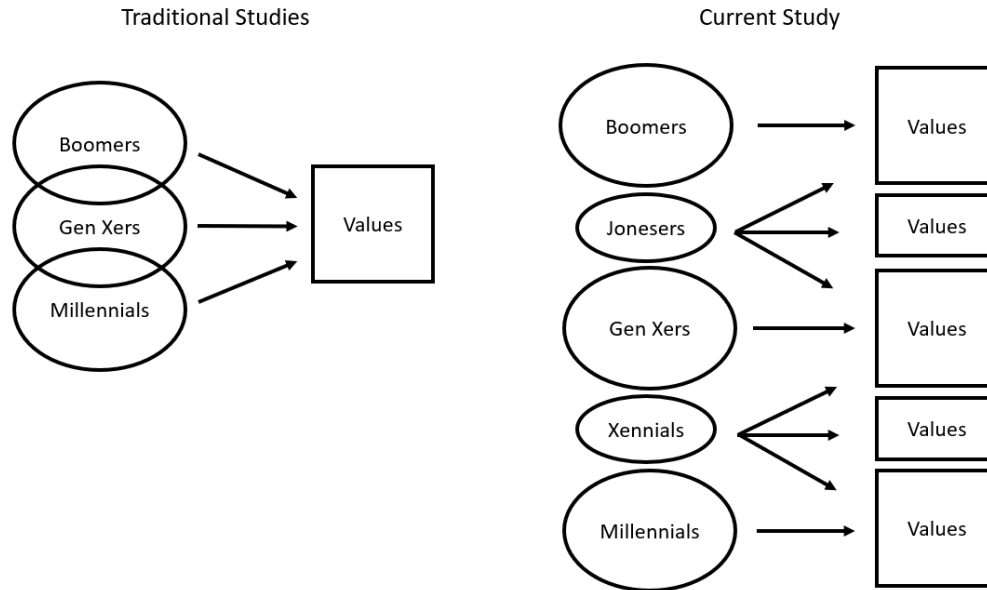 Traditional Studies
Boomers
Gen Xers
Millennials
Values
Current Study
Boomers
Values
Jonesers
Values
Gen Xers
Values
Xennials
Values
Millennials
Values